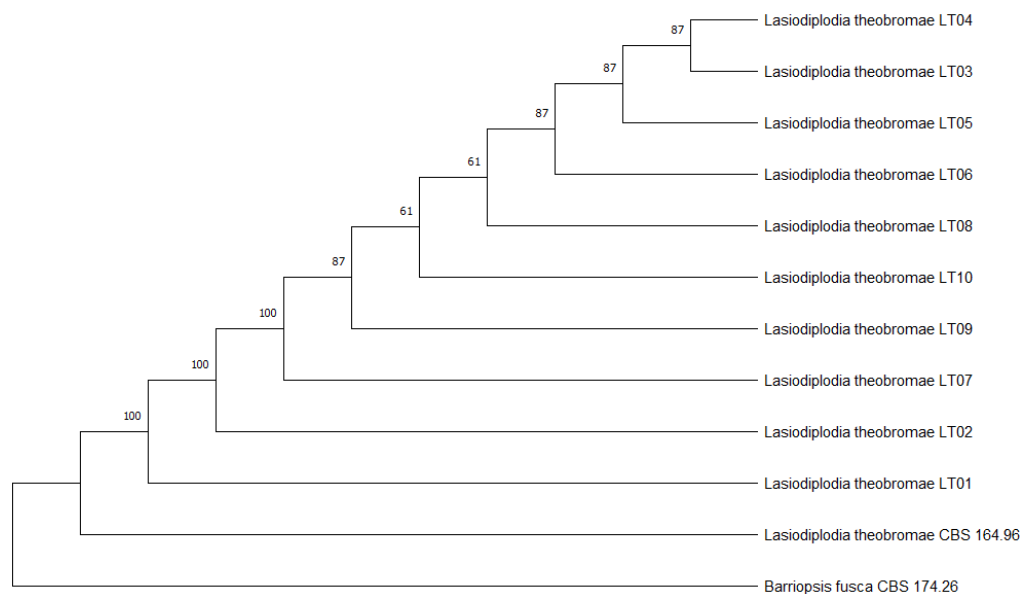 Lasiodiplodia theobromae LT04
87
Lasiodiplodia theobromae LT03
87
Lasiodiplodia theobromae LT05
87
Lasiodiplodia theobromae LT06
61
Lasiodiplodia theobromae LT08
61
Lasiodiplodia theobromae LT10
87
Lasiodiplodia theobromae LT09
100
Lasiodiplodia theobromae LT07
100
Lasiodiplodia theobromae LT02
100
Lasiodiplodia theobromae LT01
Lasiodiplodia theobromae CBS 164.96
Barriopsis fusca CBS 174.26